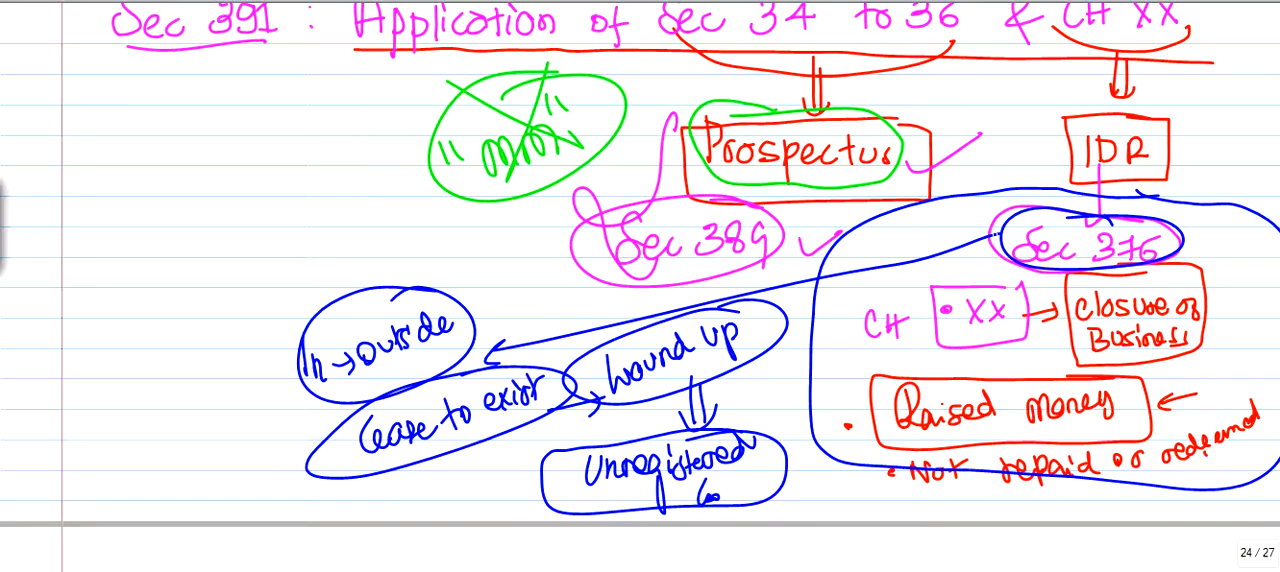 Sec 391 : Application of Sec 34 to 36 & CH XX
Prospectus
IDR
Sec 389
Sec 376
CH • XX → Closure of
Business
In → Outside
Wound up
Cease to exist
Raised Money
Unregistered
Co
• Not repaid or redeemed
24 / 27